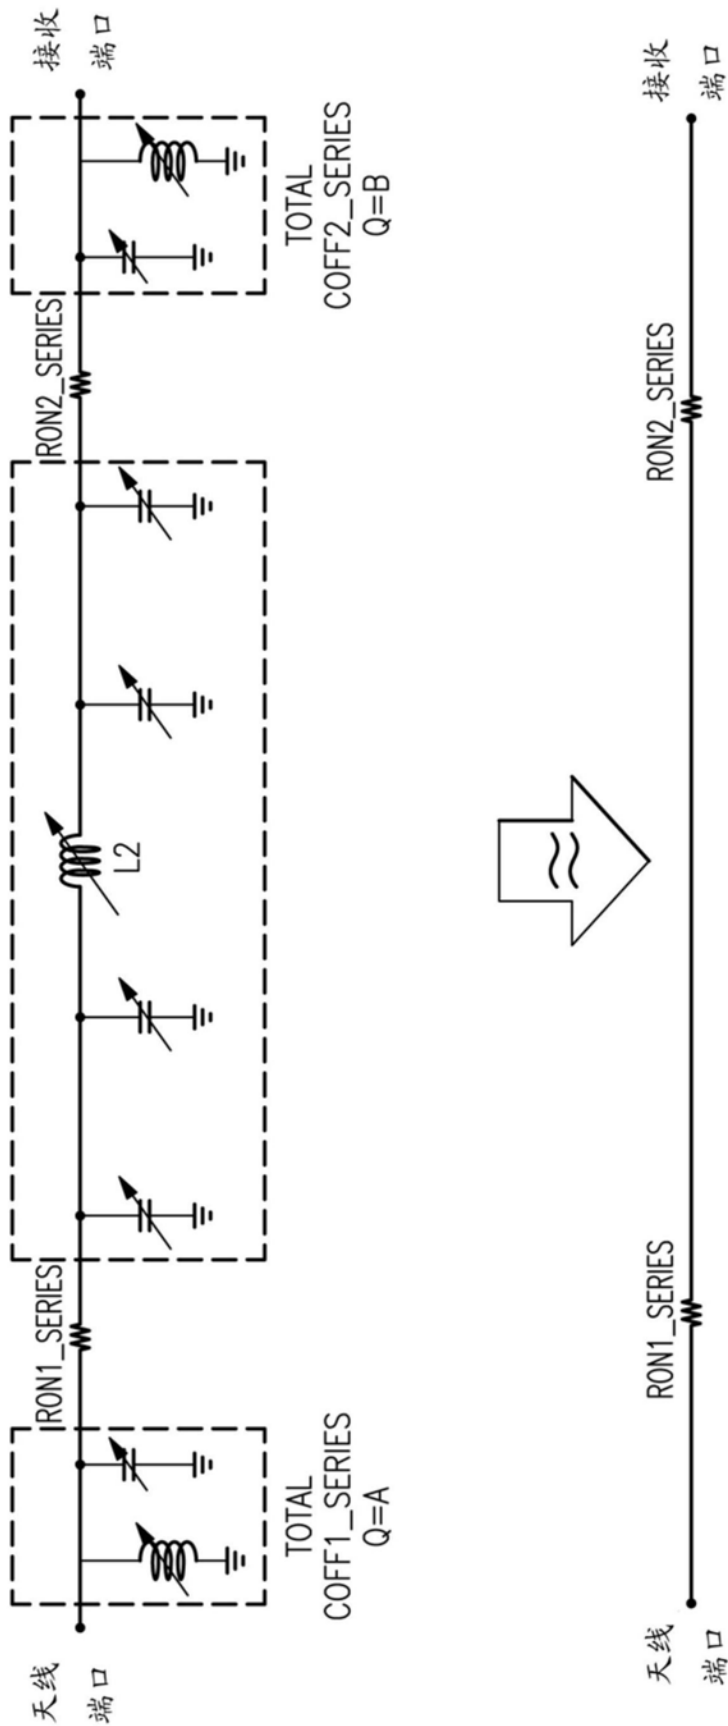 天线
端口
RON1_SERIES
L2
RON2_SERIES
接收
端口
TOTAL
COFF1_SERIES
Q=A
TOTAL
COFF2_SERIES
Q=B
≈
天线
端口
RON1_SERIES
RON2_SERIES
接收
端口